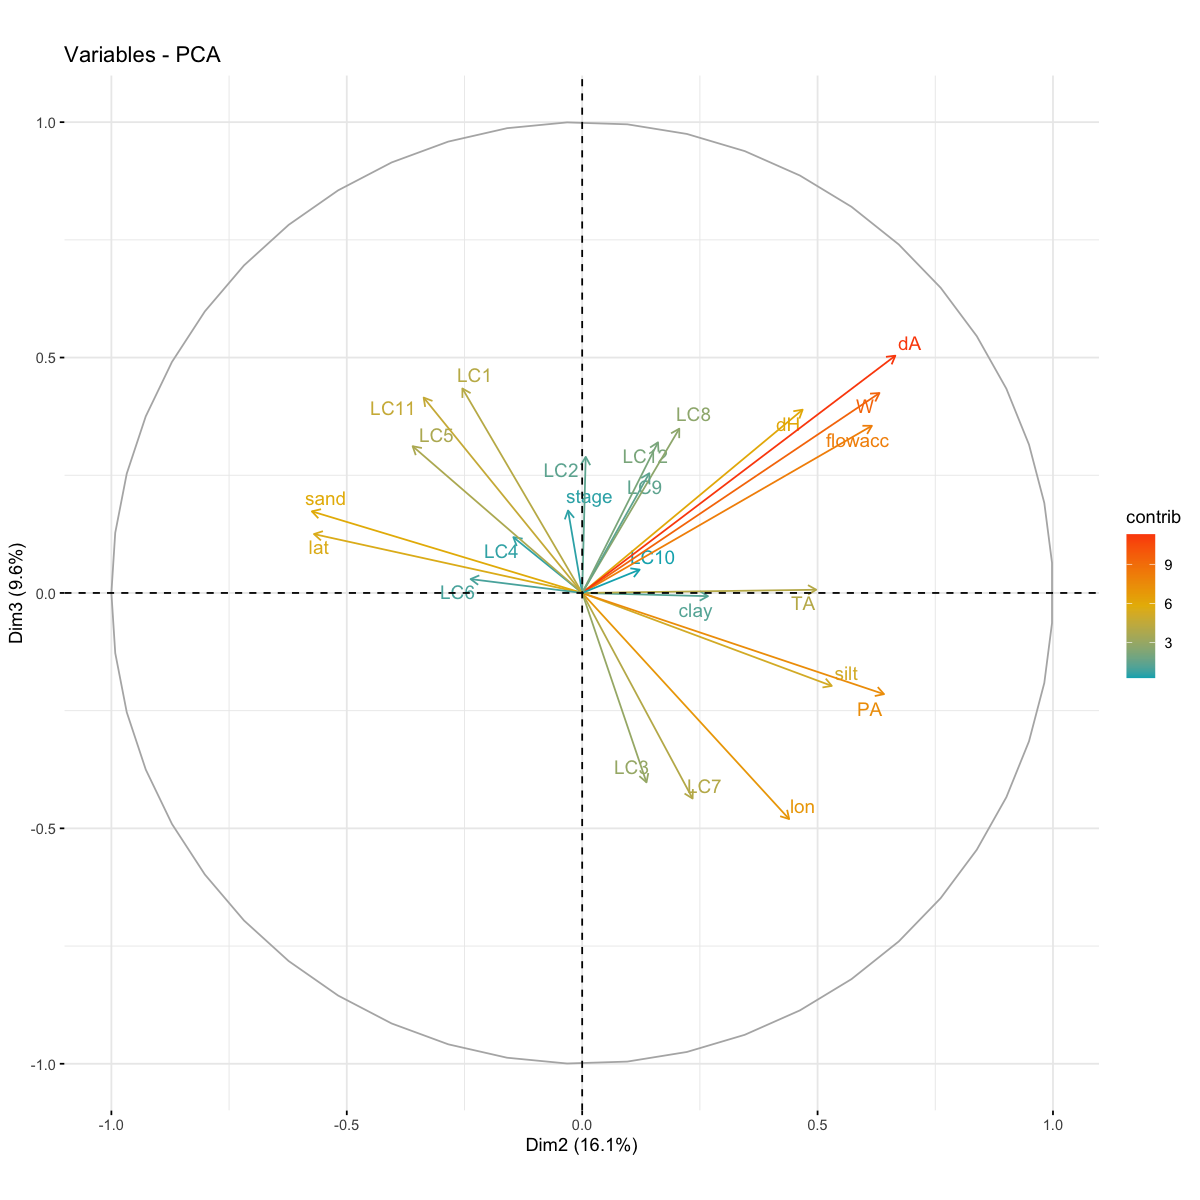 Variables - PCA
1.0
0.5
0.0
-0.5
-1.0
Dim3 (9.6%)
-1.0
-0.5
0.0
0.5
1.0
Dim2 (16.1%)
dA
W
dH
flowacc
LC1
LC11
LC5
LC8
LC12
LC2
LC9
stage
sand
lat
LC4
LC10
LC6
TA
clay
silt
PA
LC3
LC7
lon
contrib
9
6
3